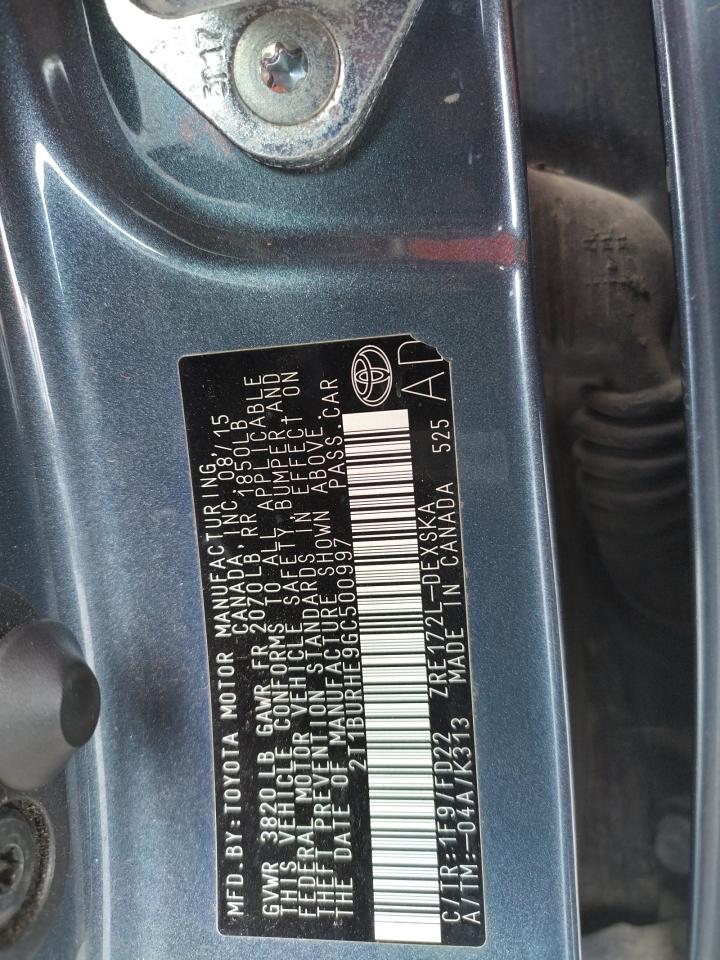 3M17
MFD.BY:TOYOTA MOTOR MANUFACTURING
CANADA, INC. 08/15
GVWR 3820 LB GAWR FR 2070LB RR 1850LB
THIS VEHICLE CONFORMS TO ALL APPLICABLE
FEDERAL MOTOR VEHICLE SAFETY, BUMPER, AND
THEFT PREVENTION STANDARDS IN EFFECT ON
THE DATE OF MANUFACTURE SHOWN ABOVE.
2T1BURHE9GC500997 PASS.CAR
C/TR:1F9/FD22 ZRE172L-DEXSKA
A/TM:-04A/K313 MADE IN CANADA 525